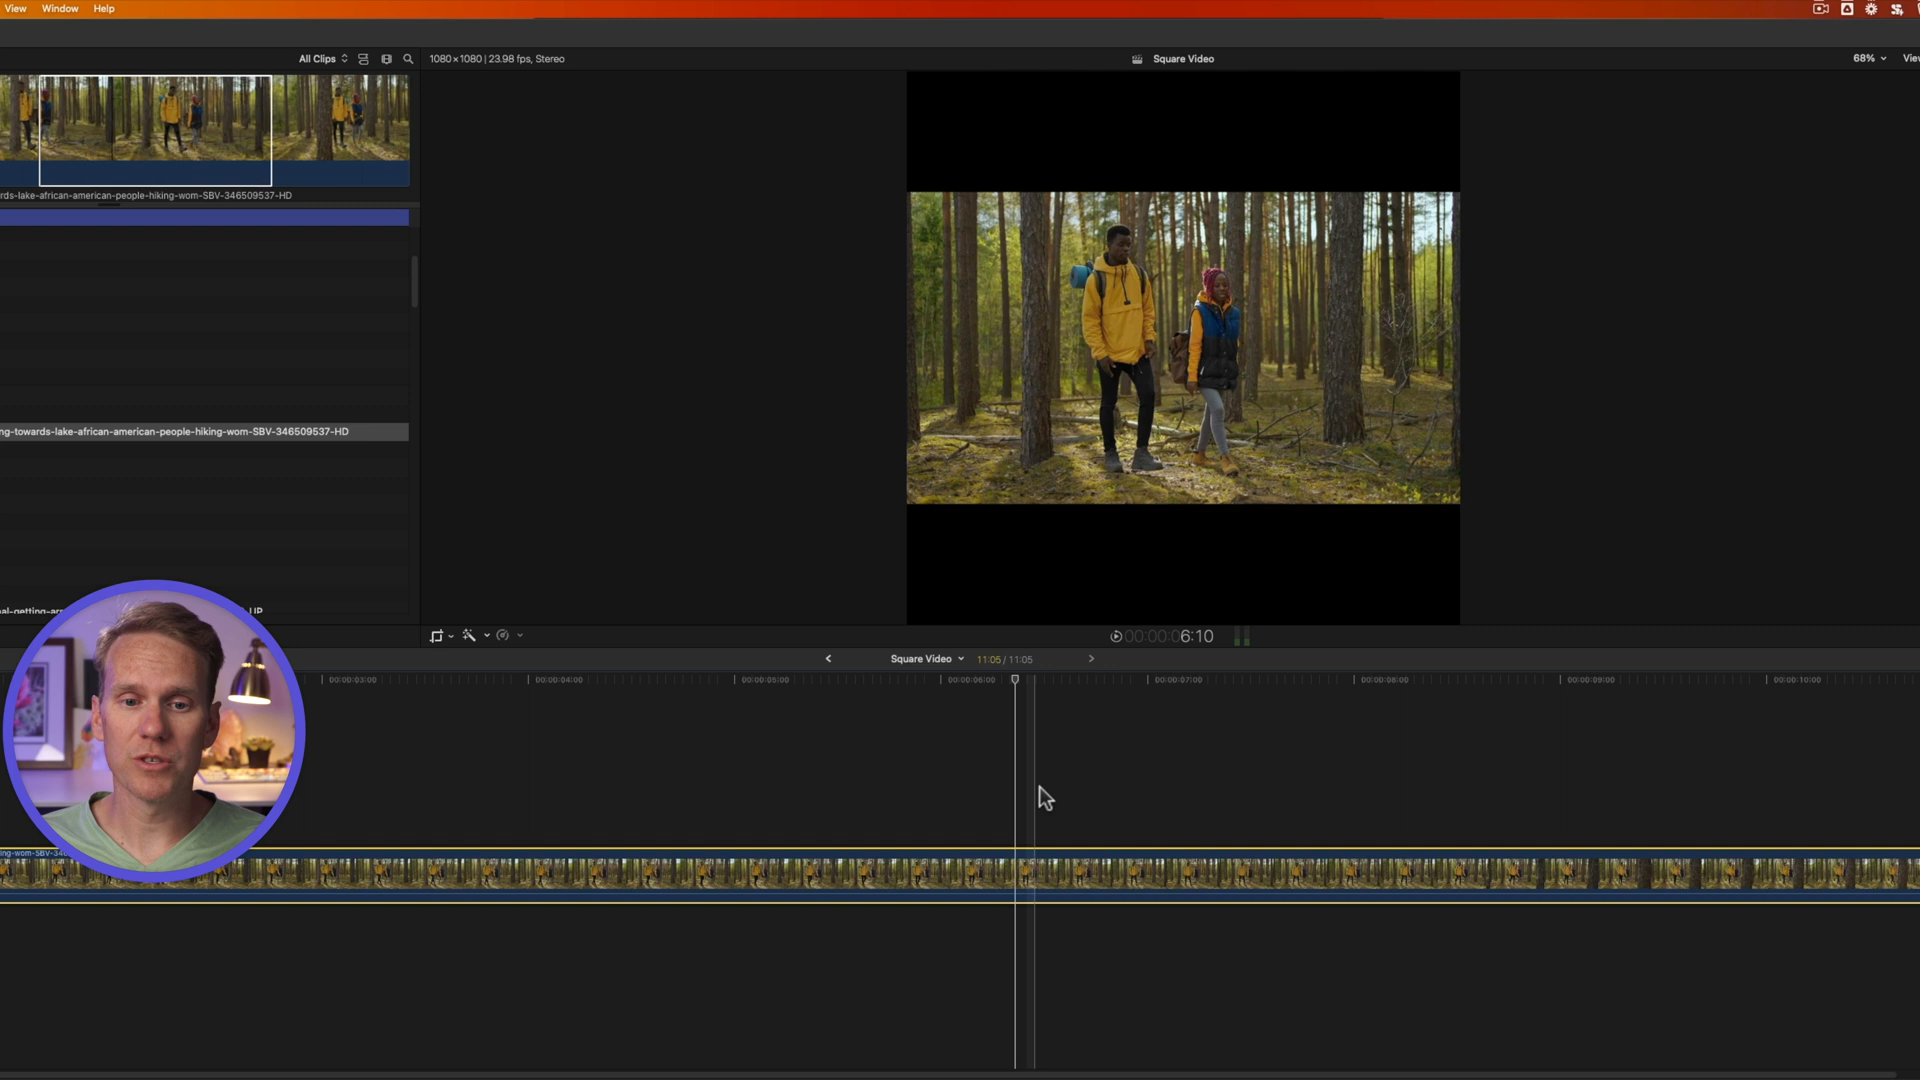 View Window Help
All Clips
1080×1080 | 23.98 fps, Stereo
Square Video
68%
rds-lake-african-american-people-hiking-wom-SBV-346509537-HD
ng-towards-lake-african-american-people-hiking-wom-SBV-346509537-HD
00:00:06:10
Square Video
11:05 / 11:05
00:00:03:00
00:00:04:00
00:00:05:00
00:00:06:00
00:00:07:00
00:00:08:00
00:00:09:00
00:00:10:00